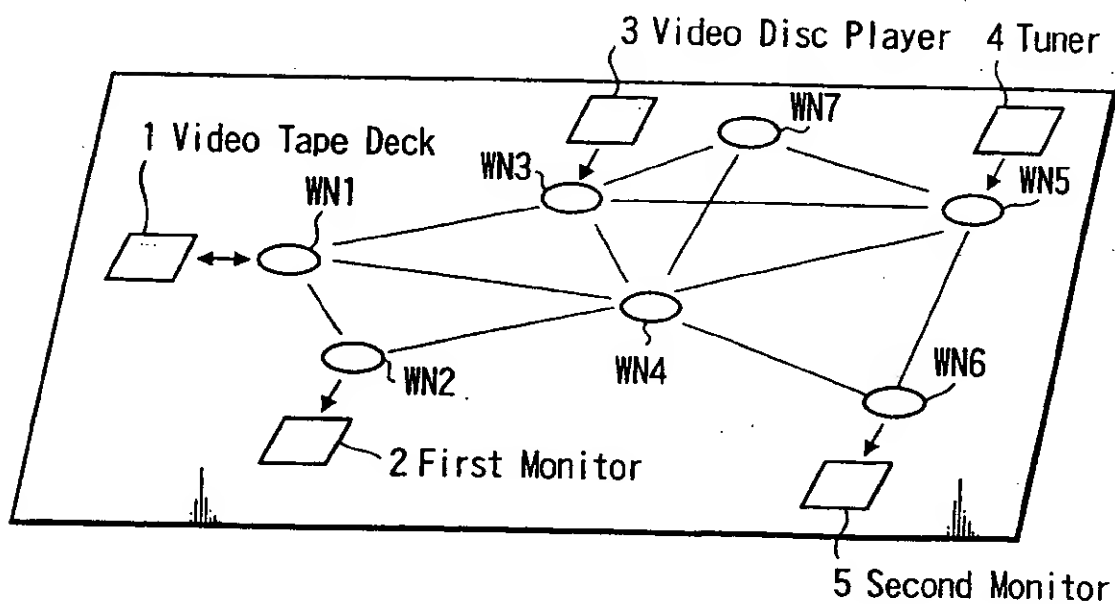 3 Video Disc Player
4 Tuner
WN7
1 Video Tape Deck
WN3
WN5
WN1
WN4
WN6
WN2
2 First Monitor
5 Second Monitor